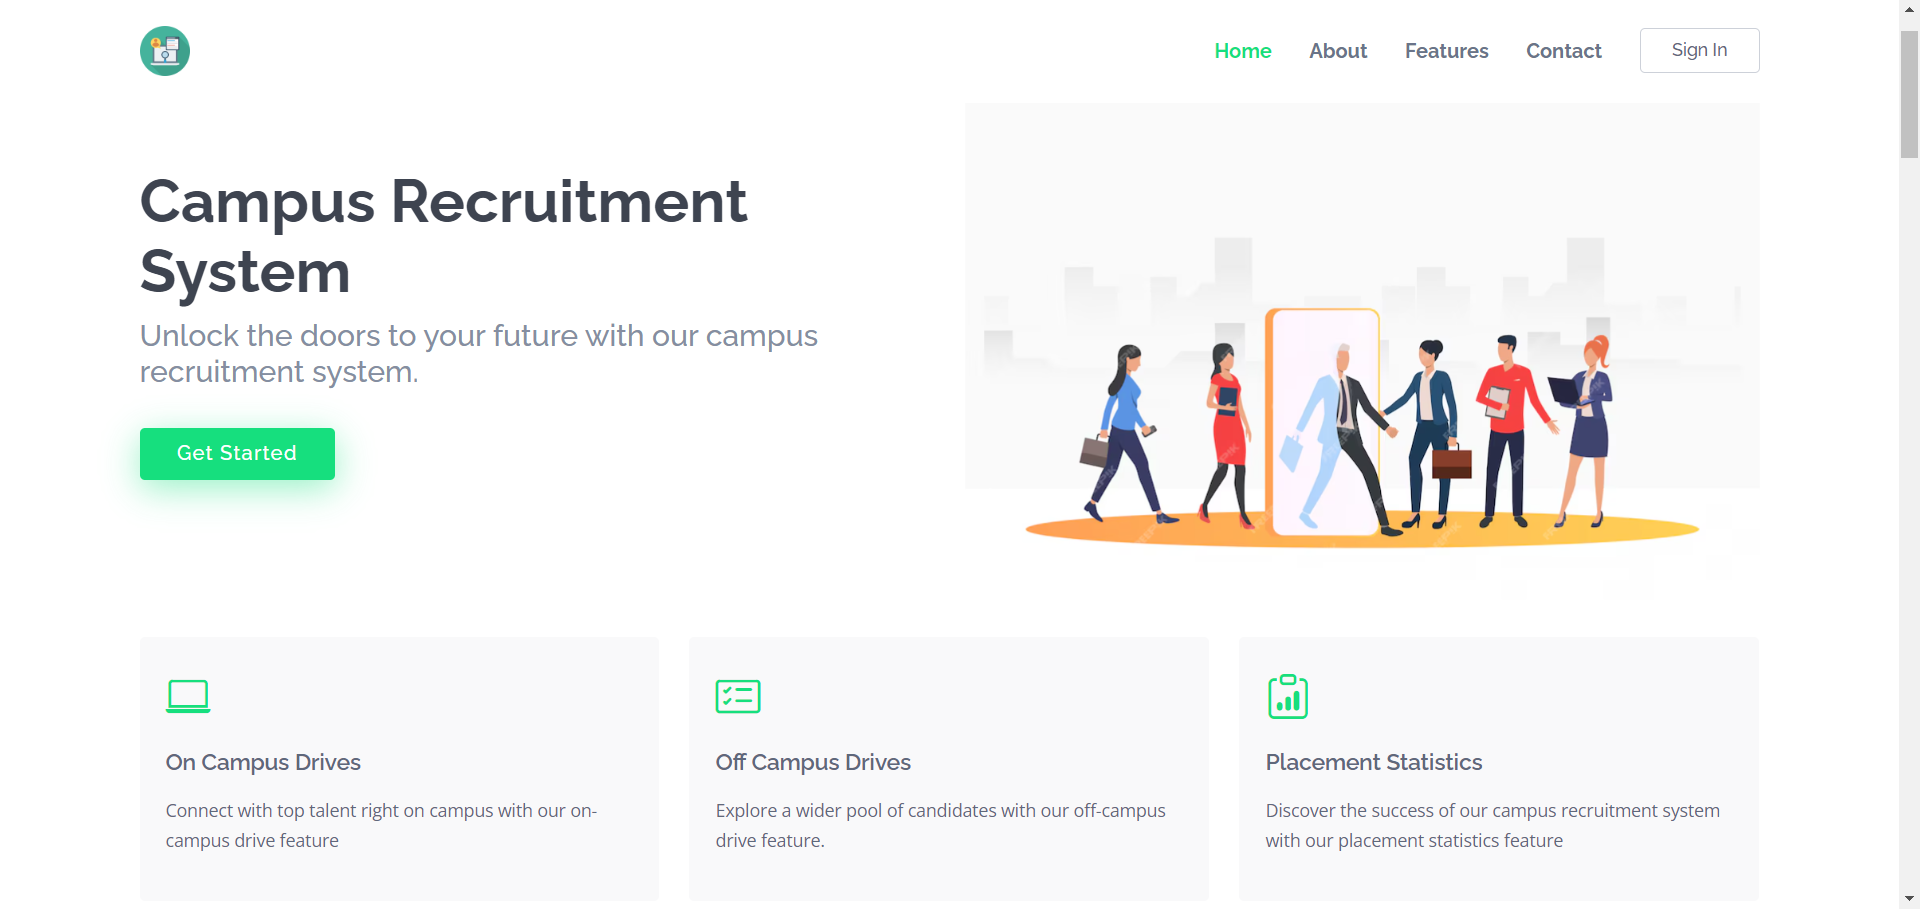 Home About Features Contact Sign In
Campus Recruitment
System
Unlock the doors to your future with our campus
recruitment system.
Get Started
On Campus Drives
Connect with top talent right on campus with our on-
campus drive feature
Off Campus Drives
Explore a wider pool of candidates with our off-campus
drive feature.
Placement Statistics
Discover the success of our campus recruitment system
with our placement statistics feature